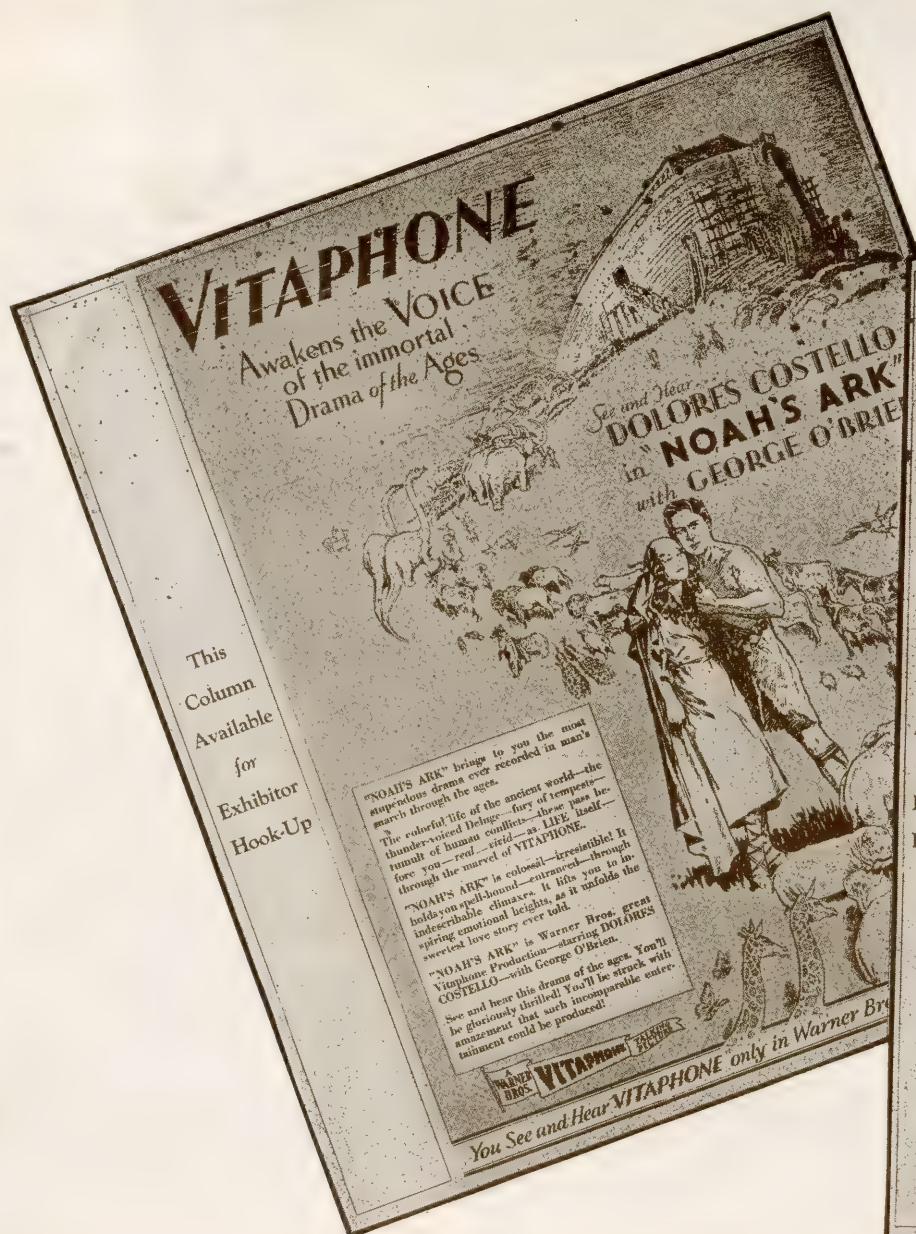 This
Column
Available
for
Exhibitor
Hook-Up
VITAPHONE
Awakens the VOICE
of the immortal
Drama of the Ages
See and Hear
DOLORES COSTELLO
in "NOAH'S ARK"
with GEORGE O'BRIE
"NOAH'S ARK" brings to you the most
stupendous drama ever recorded in man's
march through the ages.
The colorful life of the ancient world—the
thunder-voiced Deluge—fury of tempests—
tumult of human conflicts—these pass be-
fore you—real—vivid—as LIFE itself—
through the marvel of VITAPHONE.
"NOAH'S ARK" is colossal—irresistible! It
holds you spell-bound—entranced—through
indescribable climaxes. It lifts you to in-
spiring emotional heights, as it unfolds the
sweetest love story ever told.
"NOAH'S ARK" is Warner Bros. great
Vitaphone Production—starring DOLORES
COSTELLO—with George O'Brien.
See and hear this drama of the ages. You'll
be gloriously thrilled! You'll be struck with
amazement that such incomparable enter-
tainment could be produced!
A WARNER BROS. VITAPHONE TALKING PICTURE
You See and Hear VITAPHONE only in Warner Br